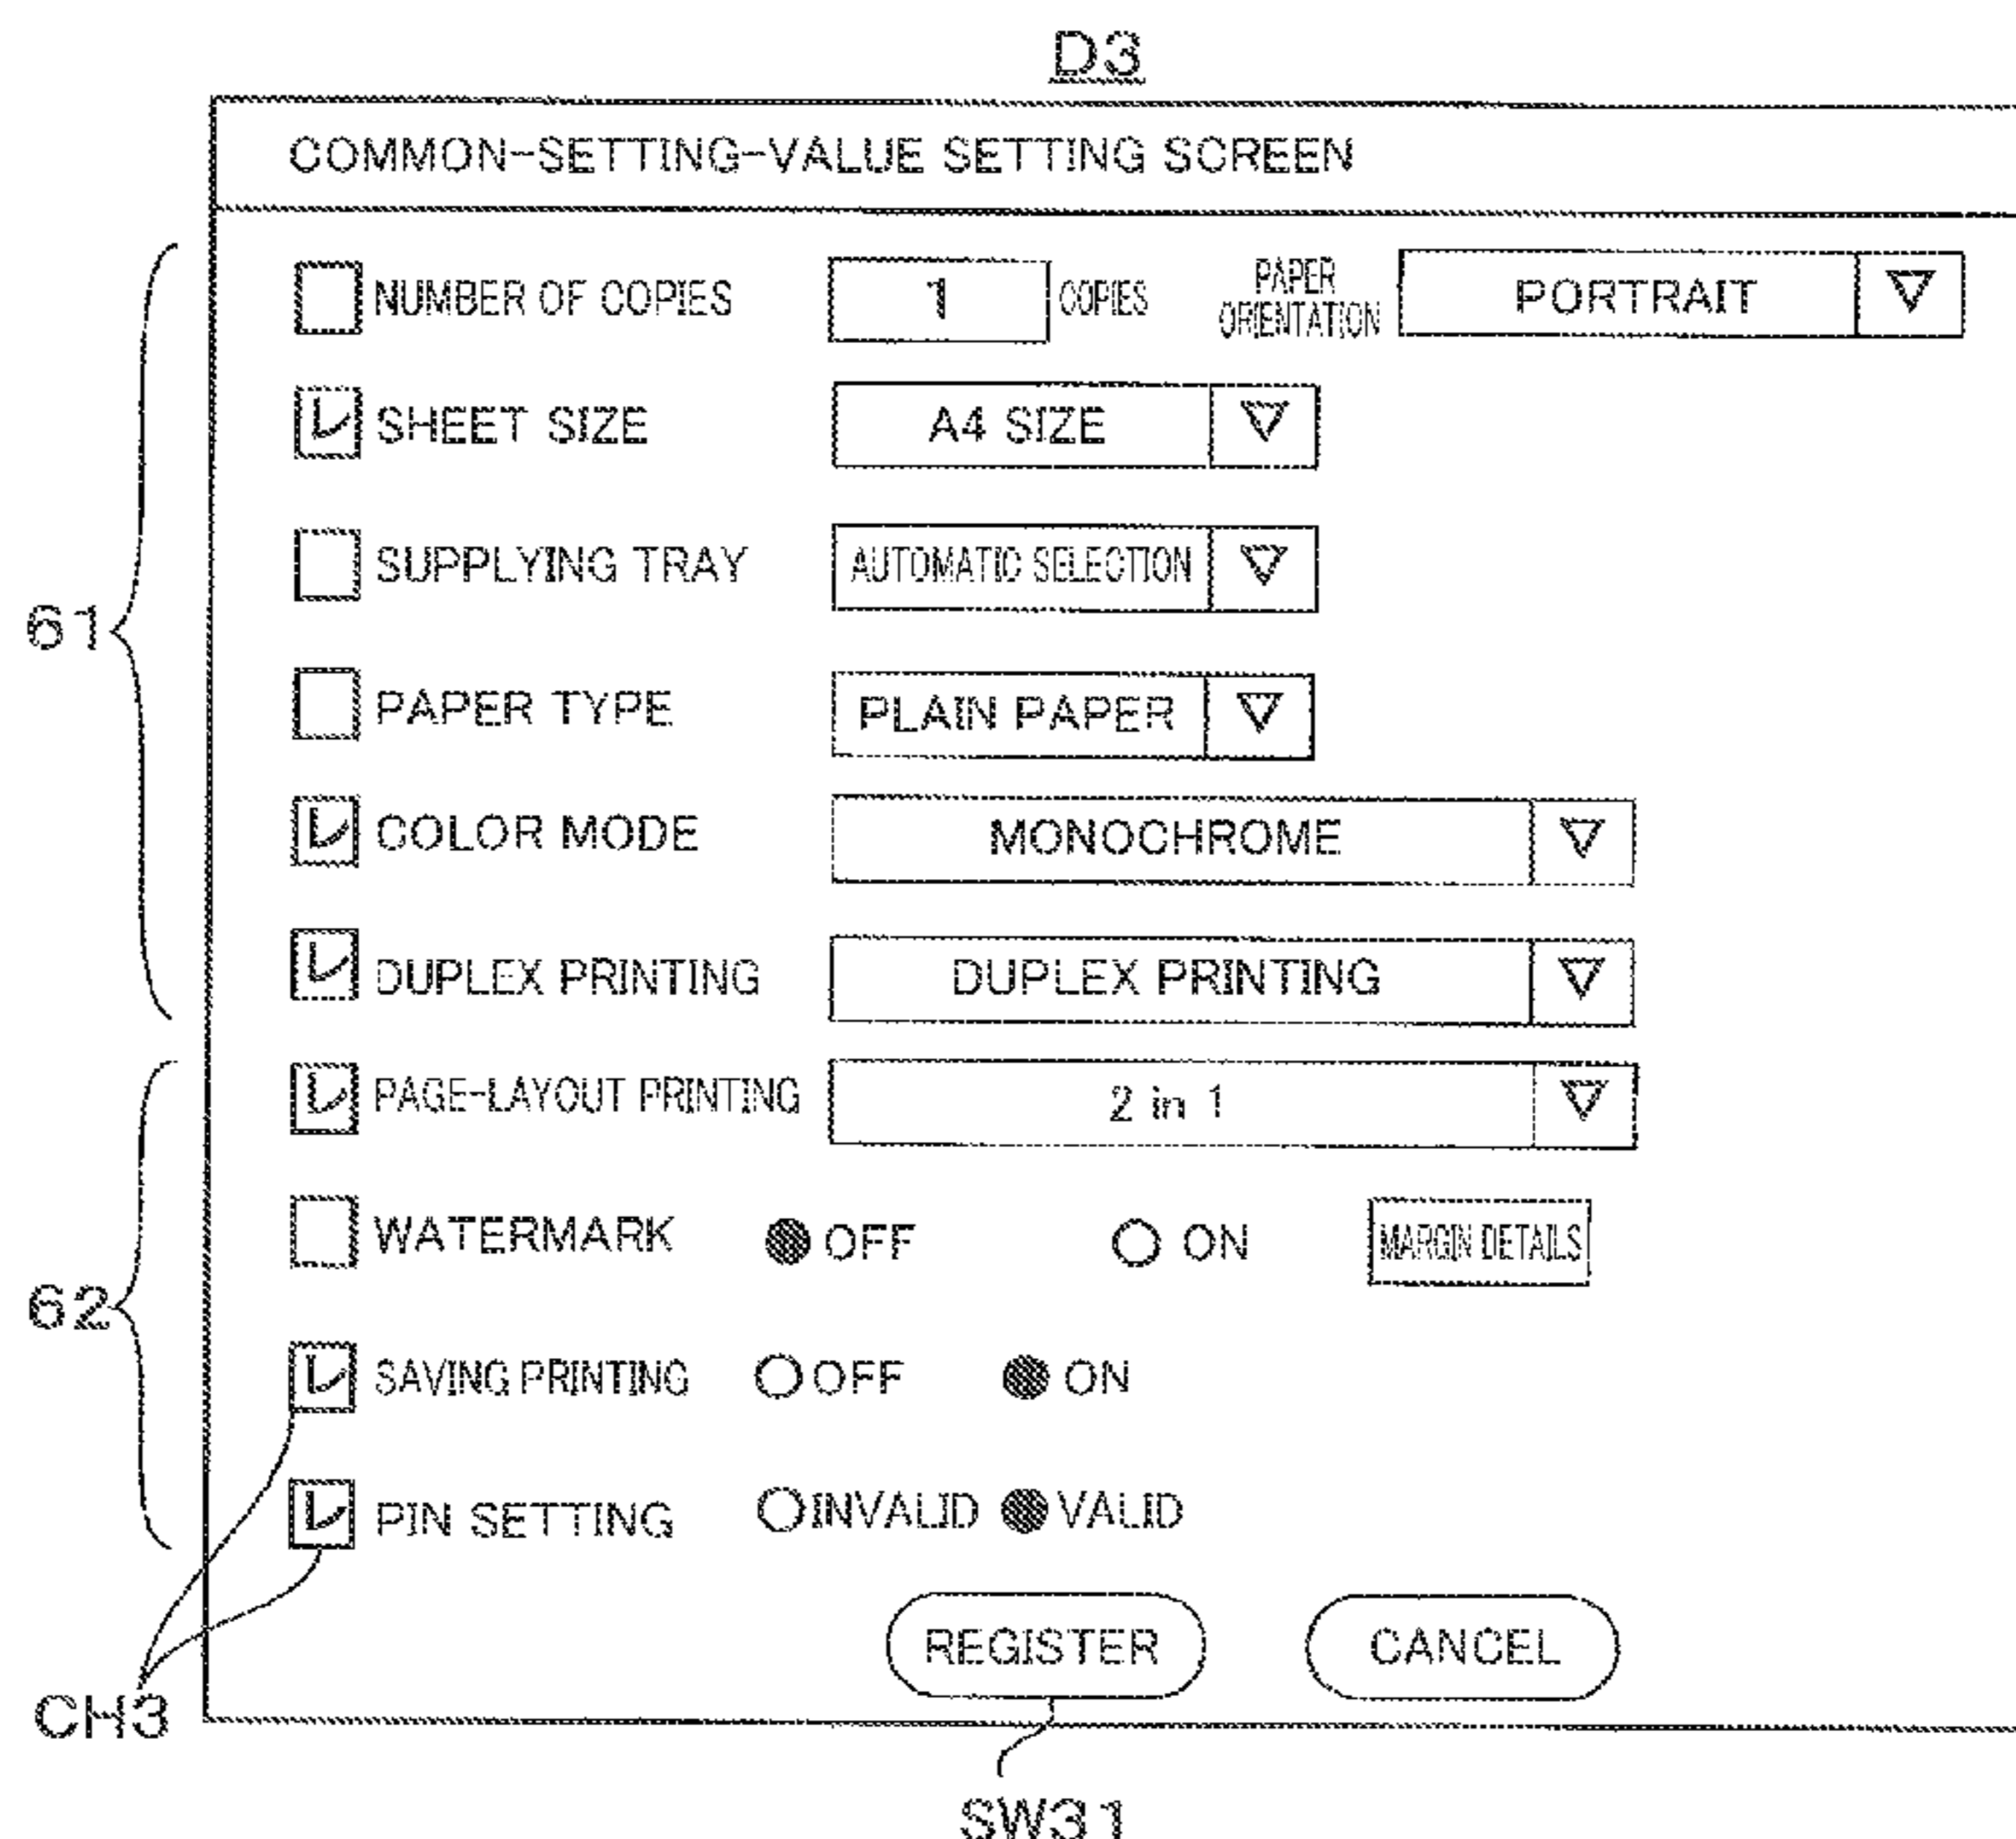 D3
COMMON-SETTING-VALUE SETTING SCREEN
NUMBER OF COPIES 1 COPIES PAPER ORIENTATION PORTRAIT
SHEET SIZE A4 SIZE
SUPPLYING TRAY AUTOMATIC SELECTION
61
PAPER TYPE PLAIN PAPER
COLOR MODE MONOCHROME
DUPLEX PRINTING DUPLEX PRINTING
PAGE-LAYOUT PRINTING 2 in 1
WATERMARK OFF ON MARGIN DETAILS
62
SAVING PRINTING OFF ON
PIN SETTING INVALID VALID
REGISTER CANCEL
CH3
SW31